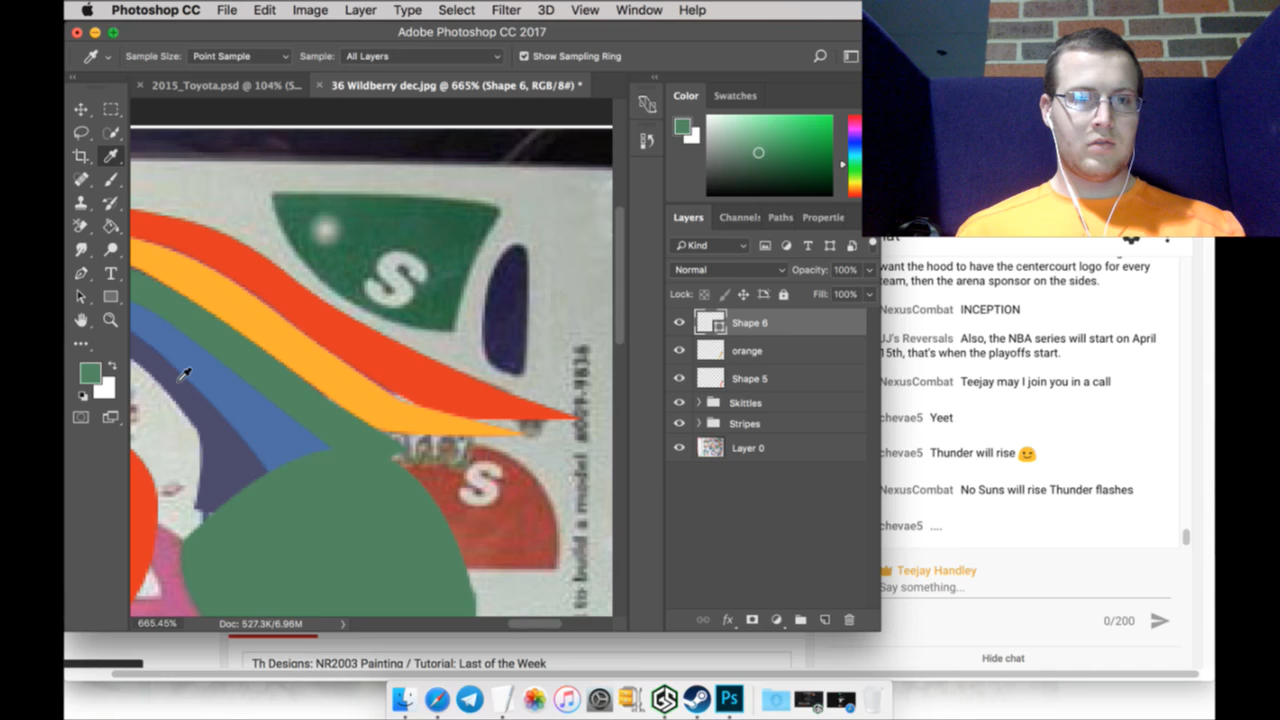 Photoshop CC File Edit Image Layer Type Select Filter 3D View Window Help
Adobe Photoshop CC 2017
Sample Size: Point Sample Sample: All Layers Show Sampling Ring
2015_Toyota.psd @ 104% (S... 36 Wildberry dec.jpg @ 665% (Shape 6, RGB/8#) *
Color Swatches
Layers Channel: Paths Propertie
Kind
Normal Opacity: 100%
Lock: Fill: 100%
Shape 6
orange
Shape 5
Skittles
Stripes
Layer 0
S
S
to build a model
665.45% Doc: 527.3K/6.96M
want the hood to have the centercourt logo for every
team, then the arena sponsor on the sides.
NexusCombat INCEPTION
JJ's Reversals Also, the NBA series will start on April
15th, that's when the playoffs start.
NexusCombat Teejay may I join you in a call
chevae5 Yeet
chevae5 Thunder will rise
NexusCombat No Suns will rise Thunder flashes
chevae5 ....
Teejay Handley
Say something...
0/200
Hide chat
Th Designs: NR2003 Painting / Tutorial: Last of the Week
T
Ps